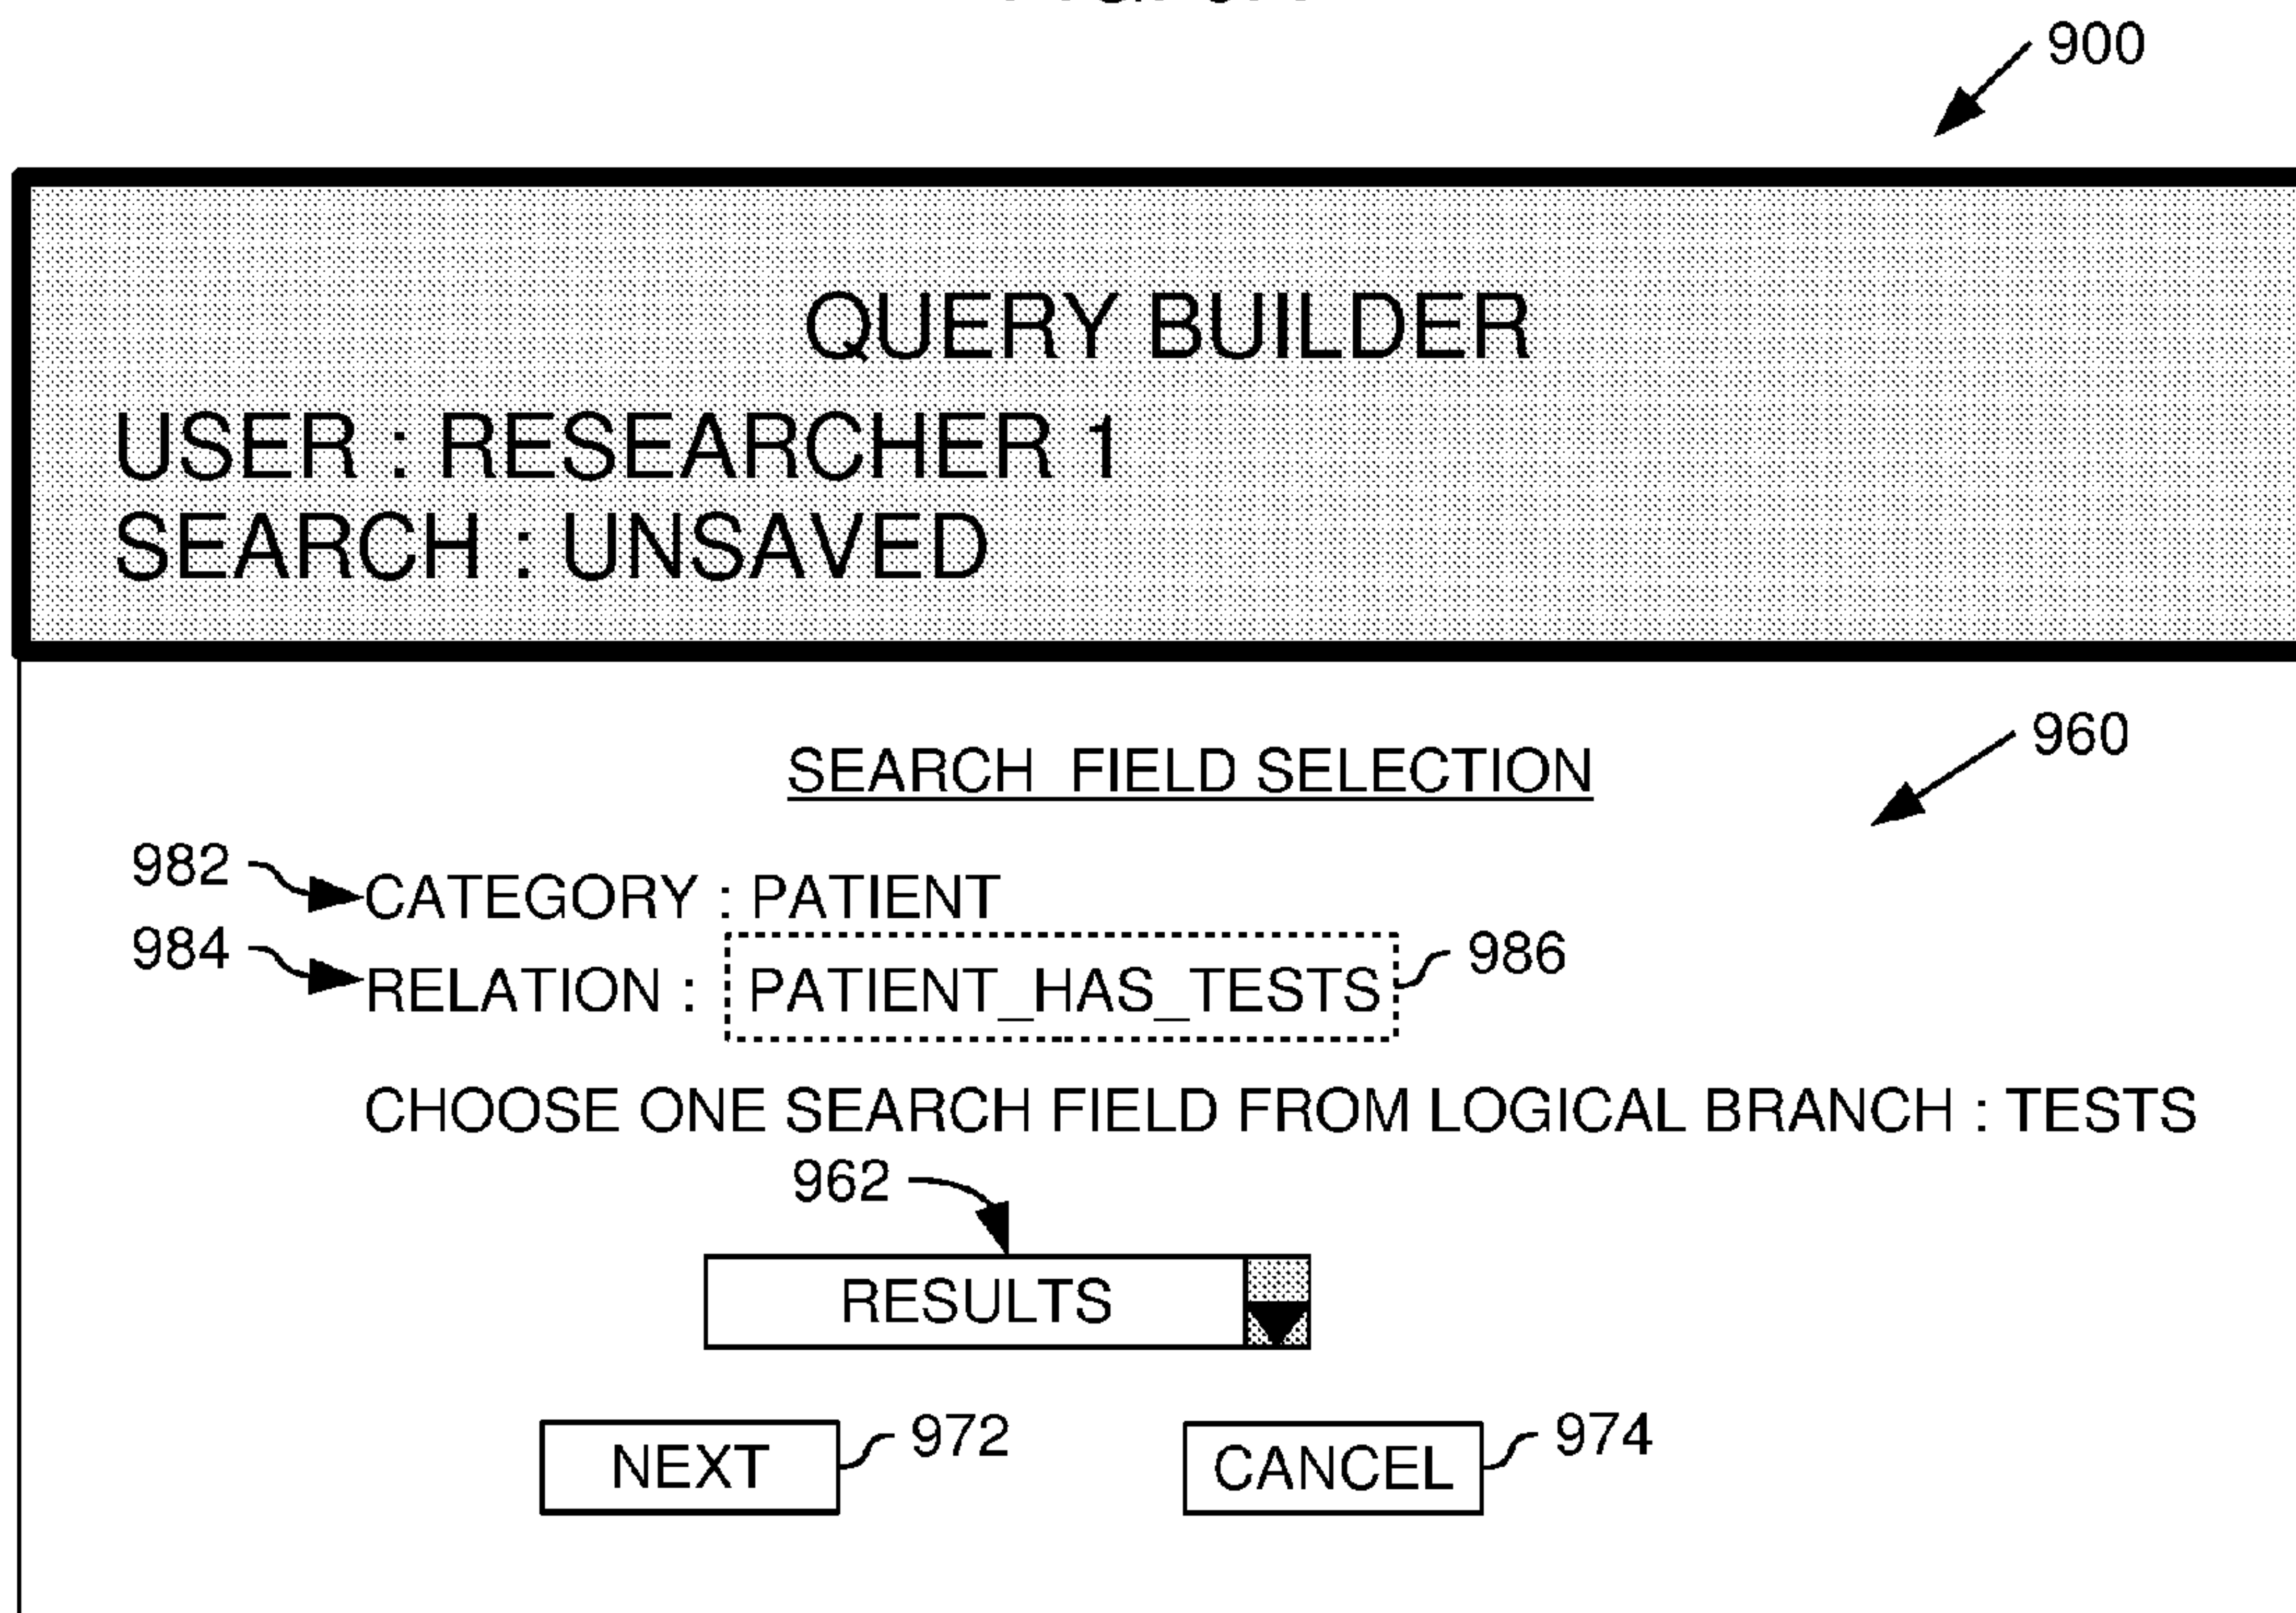 900
QUERY BUILDER
USER : RESEARCHER 1
SEARCH : UNSAVED
SEARCH FIELD SELECTION
960
982
CATEGORY : PATIENT
984
RELATION : PATIENT_HAS_TESTS
986
CHOOSE ONE SEARCH FIELD FROM LOGICAL BRANCH : TESTS
962
RESULTS
NEXT
972
CANCEL
974